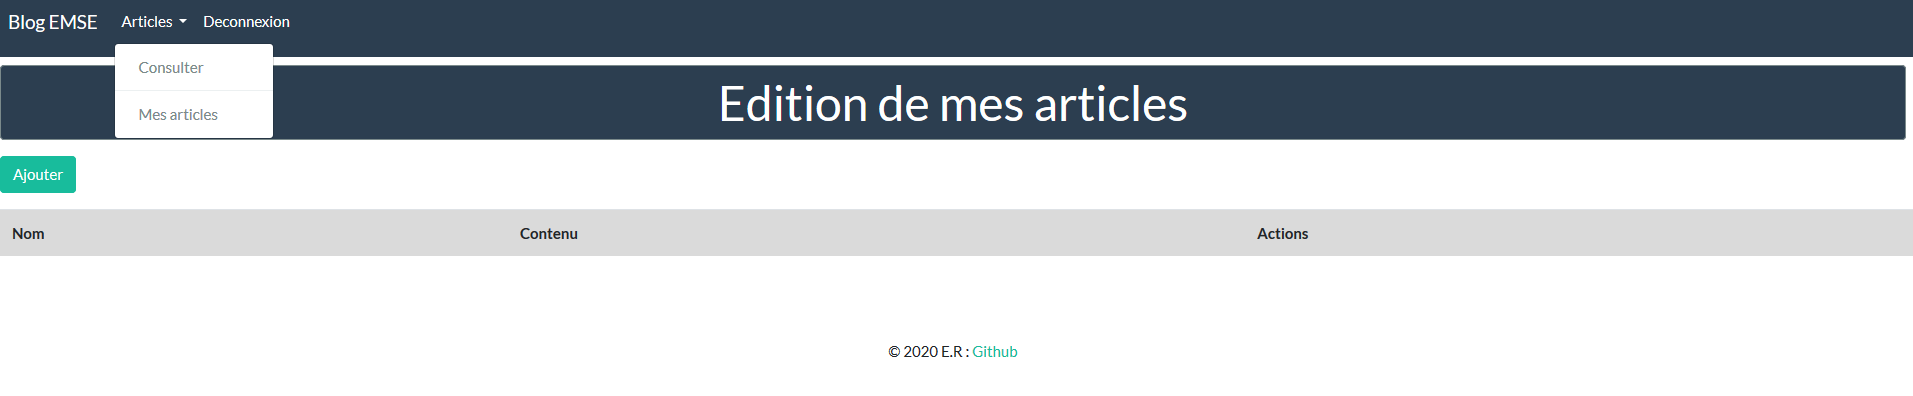 Blog EMSE Articles Deconnexion
Consulter
Mes articles
Edition de mes articles
Ajouter
Nom Contenu Actions
© 2020 E.R : Github